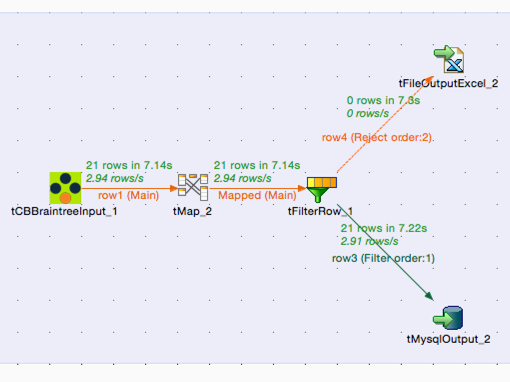 tFileOutputExcel_2
0 rows in 7.3s
0 rows/s
row4 (Reject order:2)
21 rows in 7.14s
2.94 rows/s
row1 (Main)
21 rows in 7.14s
2.94 rows/s
Mapped (Main)
tCBBraintreeInput_1
tMap_2
tFilterRow_1
21 rows in 7.22s
2.91 rows/s
row3 (Filter order:1)
tMysqlOutput_2